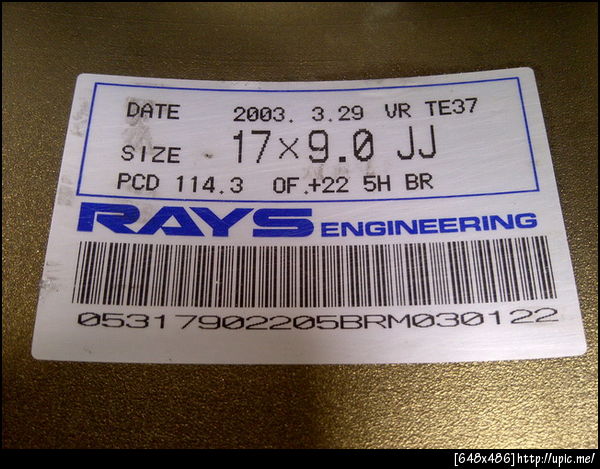 DATE 2003. 3.29 VR TE37
SIZE 17×9.0 JJ
PCD 114.3 OF.+22 5H BR
RAYS ENGINEERING
05317902205BRM030122
[648x486]http://upic.me/